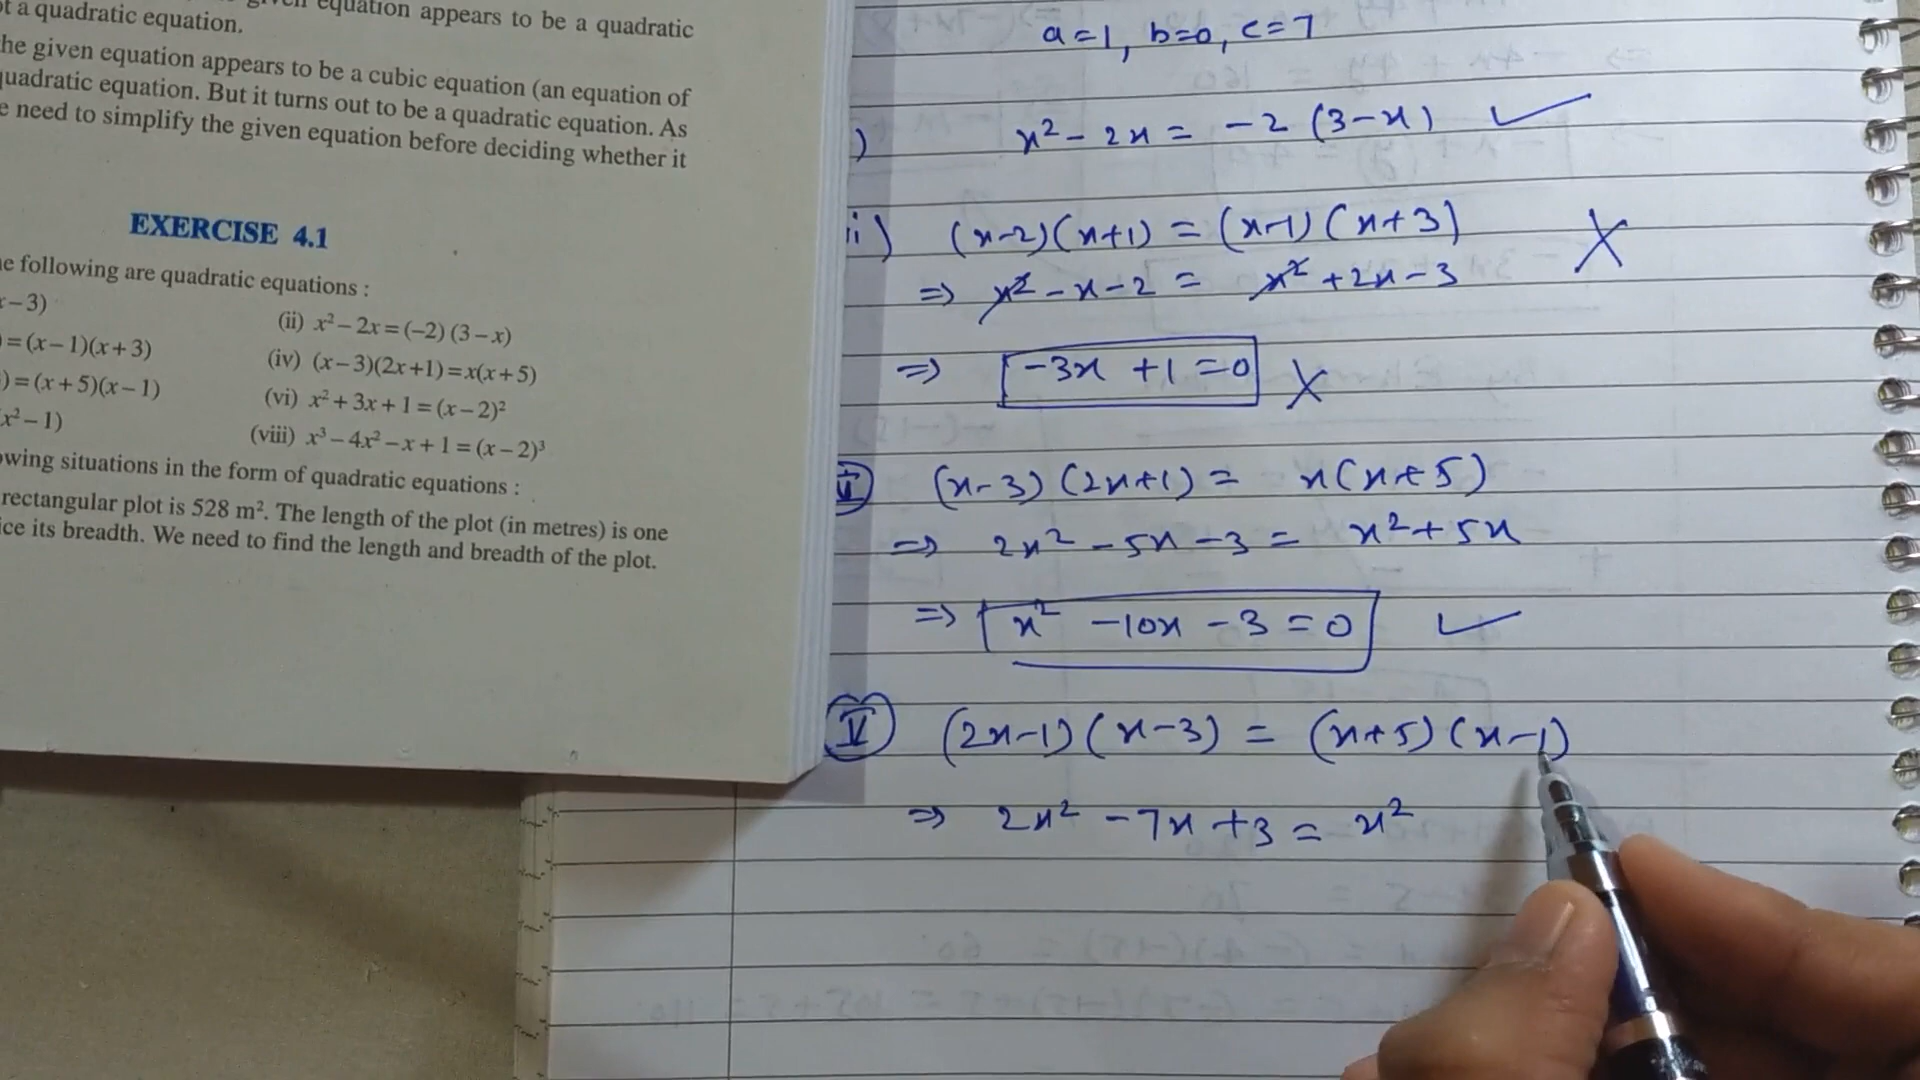 given equation appears to be a quadratic
t a quadratic equation.
he given equation appears to be a cubic equation (an equation of
quadratic equation. But it turns out to be a quadratic equation. As
e need to simplify the given equation before deciding whether it
EXERCISE 4.1
e following are quadratic equations :
x – 3)
(ii) x² – 2x = (–2) (3 – x)
) = (x – 1)(x + 3)
(iv) (x – 3)(2x + 1) = x(x + 5)
) = (x + 5)(x – 1)
(vi) x² + 3x + 1 = (x – 2)²
x² – 1)
(viii) x³ – 4x² – x + 1 = (x – 2)³
owing situations in the form of quadratic equations :
rectangular plot is 528 m². The length of the plot (in metres) is one
ice its breadth. We need to find the length and breadth of the plot.
a=1, b=0, c=7
) x² - 2x = -2 (3-x) ✓
ii) (x-2)(x+1) = (x-1)(x+3) X
⇒ x² - x - 2 = x² + 2x - 3
⇒ -3x + 1 = 0 X
(x-3)(2x+1) = x(x+5)
⇒ 2x² - 5x - 3 = x² + 5x
⇒ x² - 10x - 3 = 0 ✓
V (2x-1)(x-3) = (x+5)(x-1)
⇒ 2x² - 7x + 3 = x²